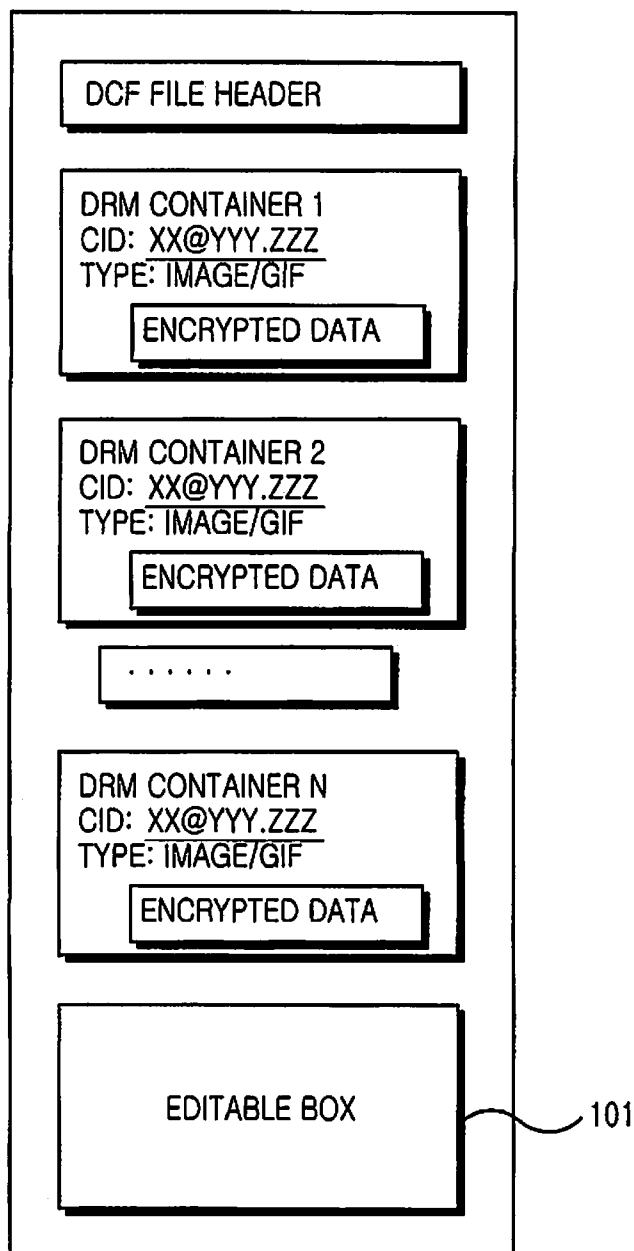 DCF FILE HEADER
DRM CONTAINER 1
CID: XX@YYY.ZZZ
TYPE: IMAGE/GIF
ENCRYPTED DATA
DRM CONTAINER 2
CID: XX@YYY.ZZZ
TYPE: IMAGE/GIF
ENCRYPTED DATA
. . . . . .
DRM CONTAINER N
CID: XX@YYY.ZZZ
TYPE: IMAGE/GIF
ENCRYPTED DATA
EDITABLE BOX
101